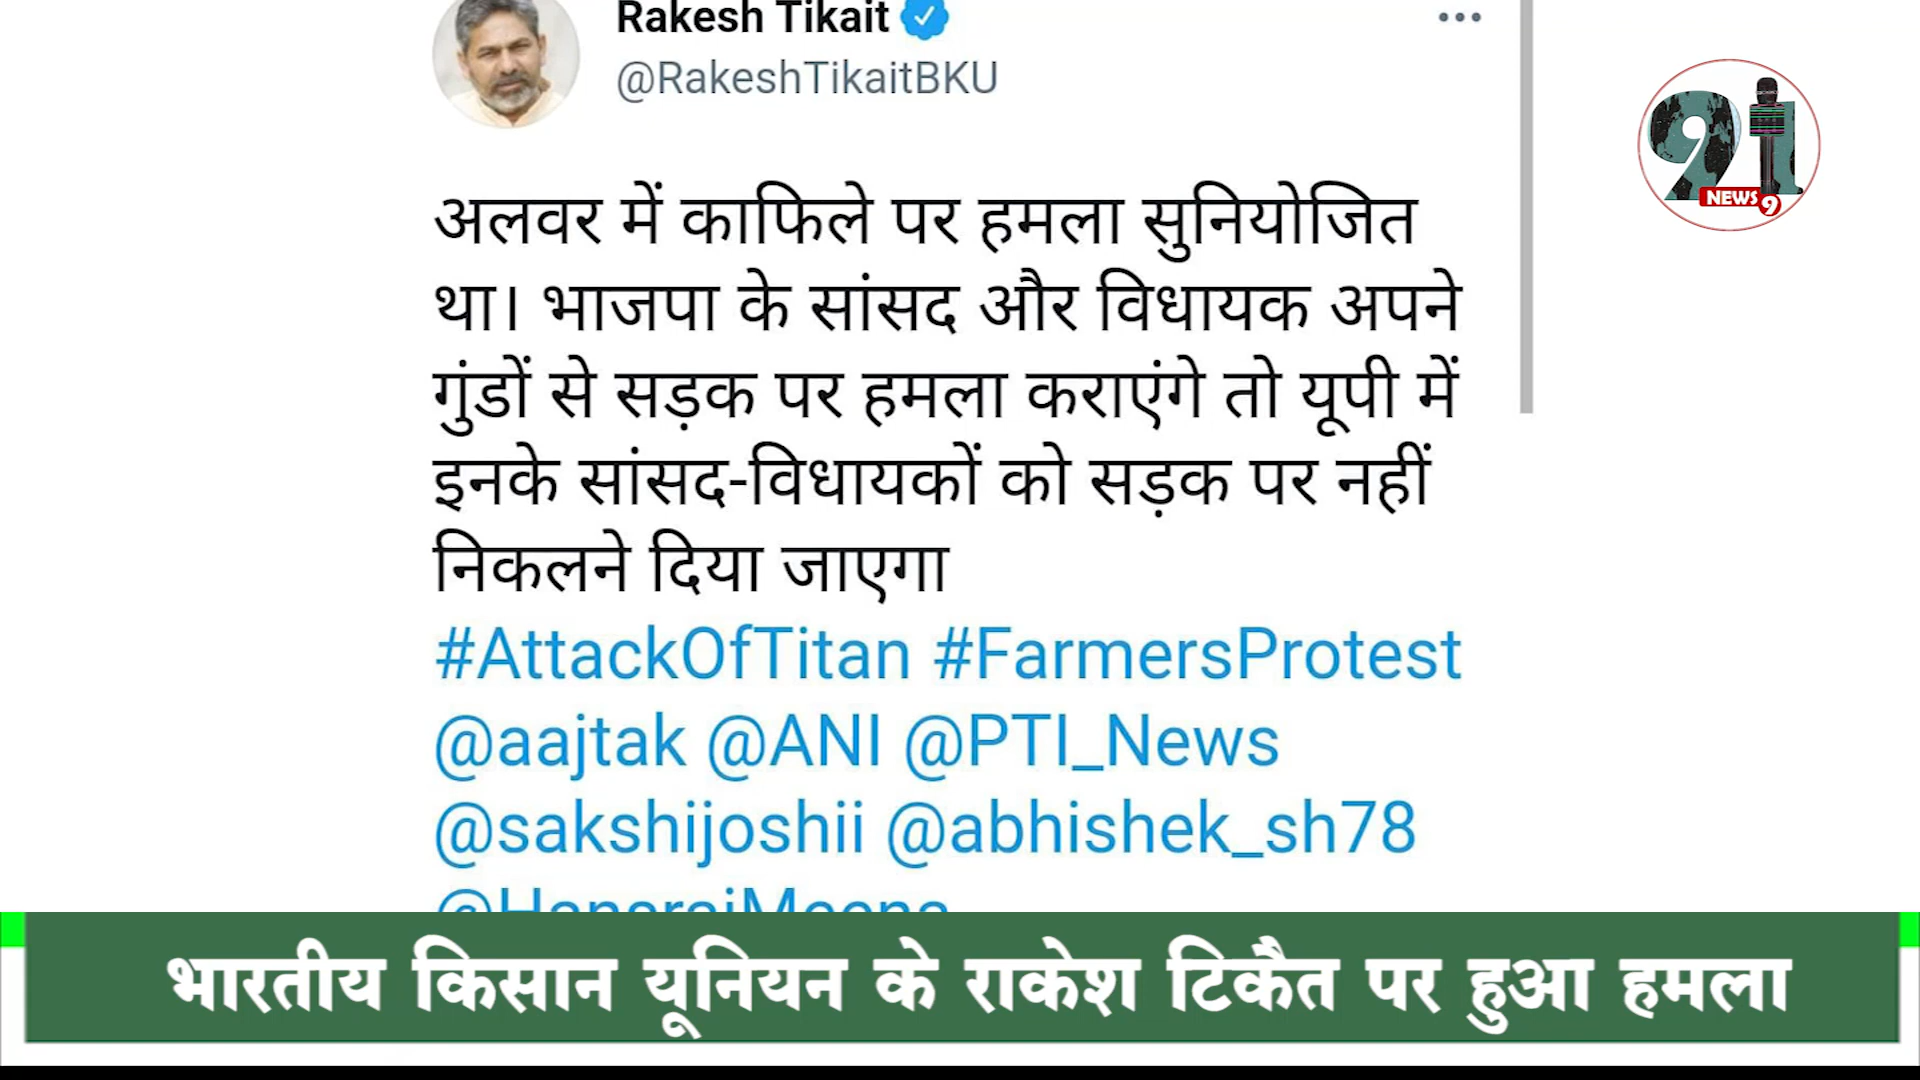 Rakesh Tikait
@RakeshTikaitBKU
अलवर में काफिले पर हमला सुनियोजित
था। भाजपा के सांसद और विधायक अपने
गुंडों से सड़क पर हमला कराएंगे तो यूपी में
इनके सांसद-विधायकों को सड़क पर नहीं
निकलने दिया जाएगा
#AttackOfTitan #FarmersProtest
@aajtak @ANI @PTI_News
@sakshijoshii @abhishek_sh78
91
NEWS 9
भारतीय किसान यूनियन के राकेश टिकैत पर हुआ हमला